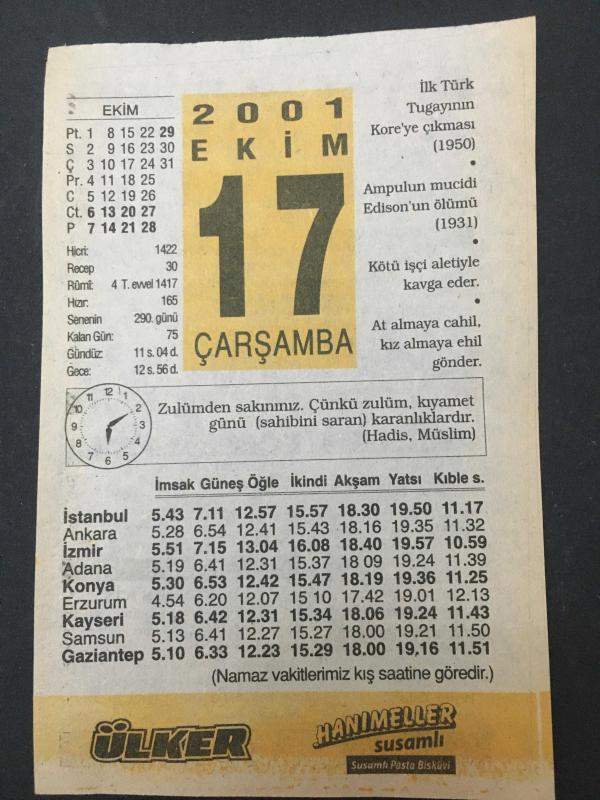 EKİM
Pt. 1 8 15 22 29
S 2 9 16 23 30
Ç 3 10 17 24 31
Pr. 4 11 18 25
C 5 12 19 26
Ct. 6 13 20 27
P 7 14 21 28
Hicri: 1422
Recep 30
Rûmî: 4 T. evvel 1417
Hızır: 165
Senenin 290. günü
Kalan Gün: 75
Gündüz: 11 s. 04 d.
Gece: 12 s. 56 d.
2001
EKİM
17
ÇARŞAMBA
İlk Türk
Tugayının
Kore'ye çıkması
(1950)
•
Ampulun mucidi
Edison'un ölümü
(1931)
•
Kötü işçi aletiyle
kavga eder.
•
At almaya cahil,
kız almaya ehil
gönder.
12 1 2 3 4 5 6 7 8 9 10 11
Zulümden sakınınız. Çünkü zulüm, kıyamet
günü (sahibini saran) karanlıklardır.
(Hadis, Müslim)
İmsak Güneş Öğle İkindi Akşam Yatsı Kıble s.
İstanbul 5.43 7.11 12.57 15.57 18.30 19.50 11.17
Ankara 5.28 6.54 12.41 15.43 18.16 19.35 11.32
İzmir 5.51 7.15 13.04 16.08 18.40 19.57 10.59
Adana 5.19 6.41 12.31 15.37 18 09 19.24 11.39
Konya 5.30 6.53 12.42 15.47 18.19 19.36 11.25
Erzurum 4.54 6.20 12.07 15 10 17.42 19.01 12.13
Kayseri 5.18 6.42 12.31 15.34 18.06 19.24 11.43
Samsun 5.13 6.41 12.27 15.27 18.00 19.21 11.50
Gaziantep 5.10 6.33 12.23 15.29 18.00 19,16 11.51
(Namaz vakitlerimiz kış saatine göredir.)
ÜLKER
HANIMELLER
susamlı
Susamlı Pasta Bisküvi